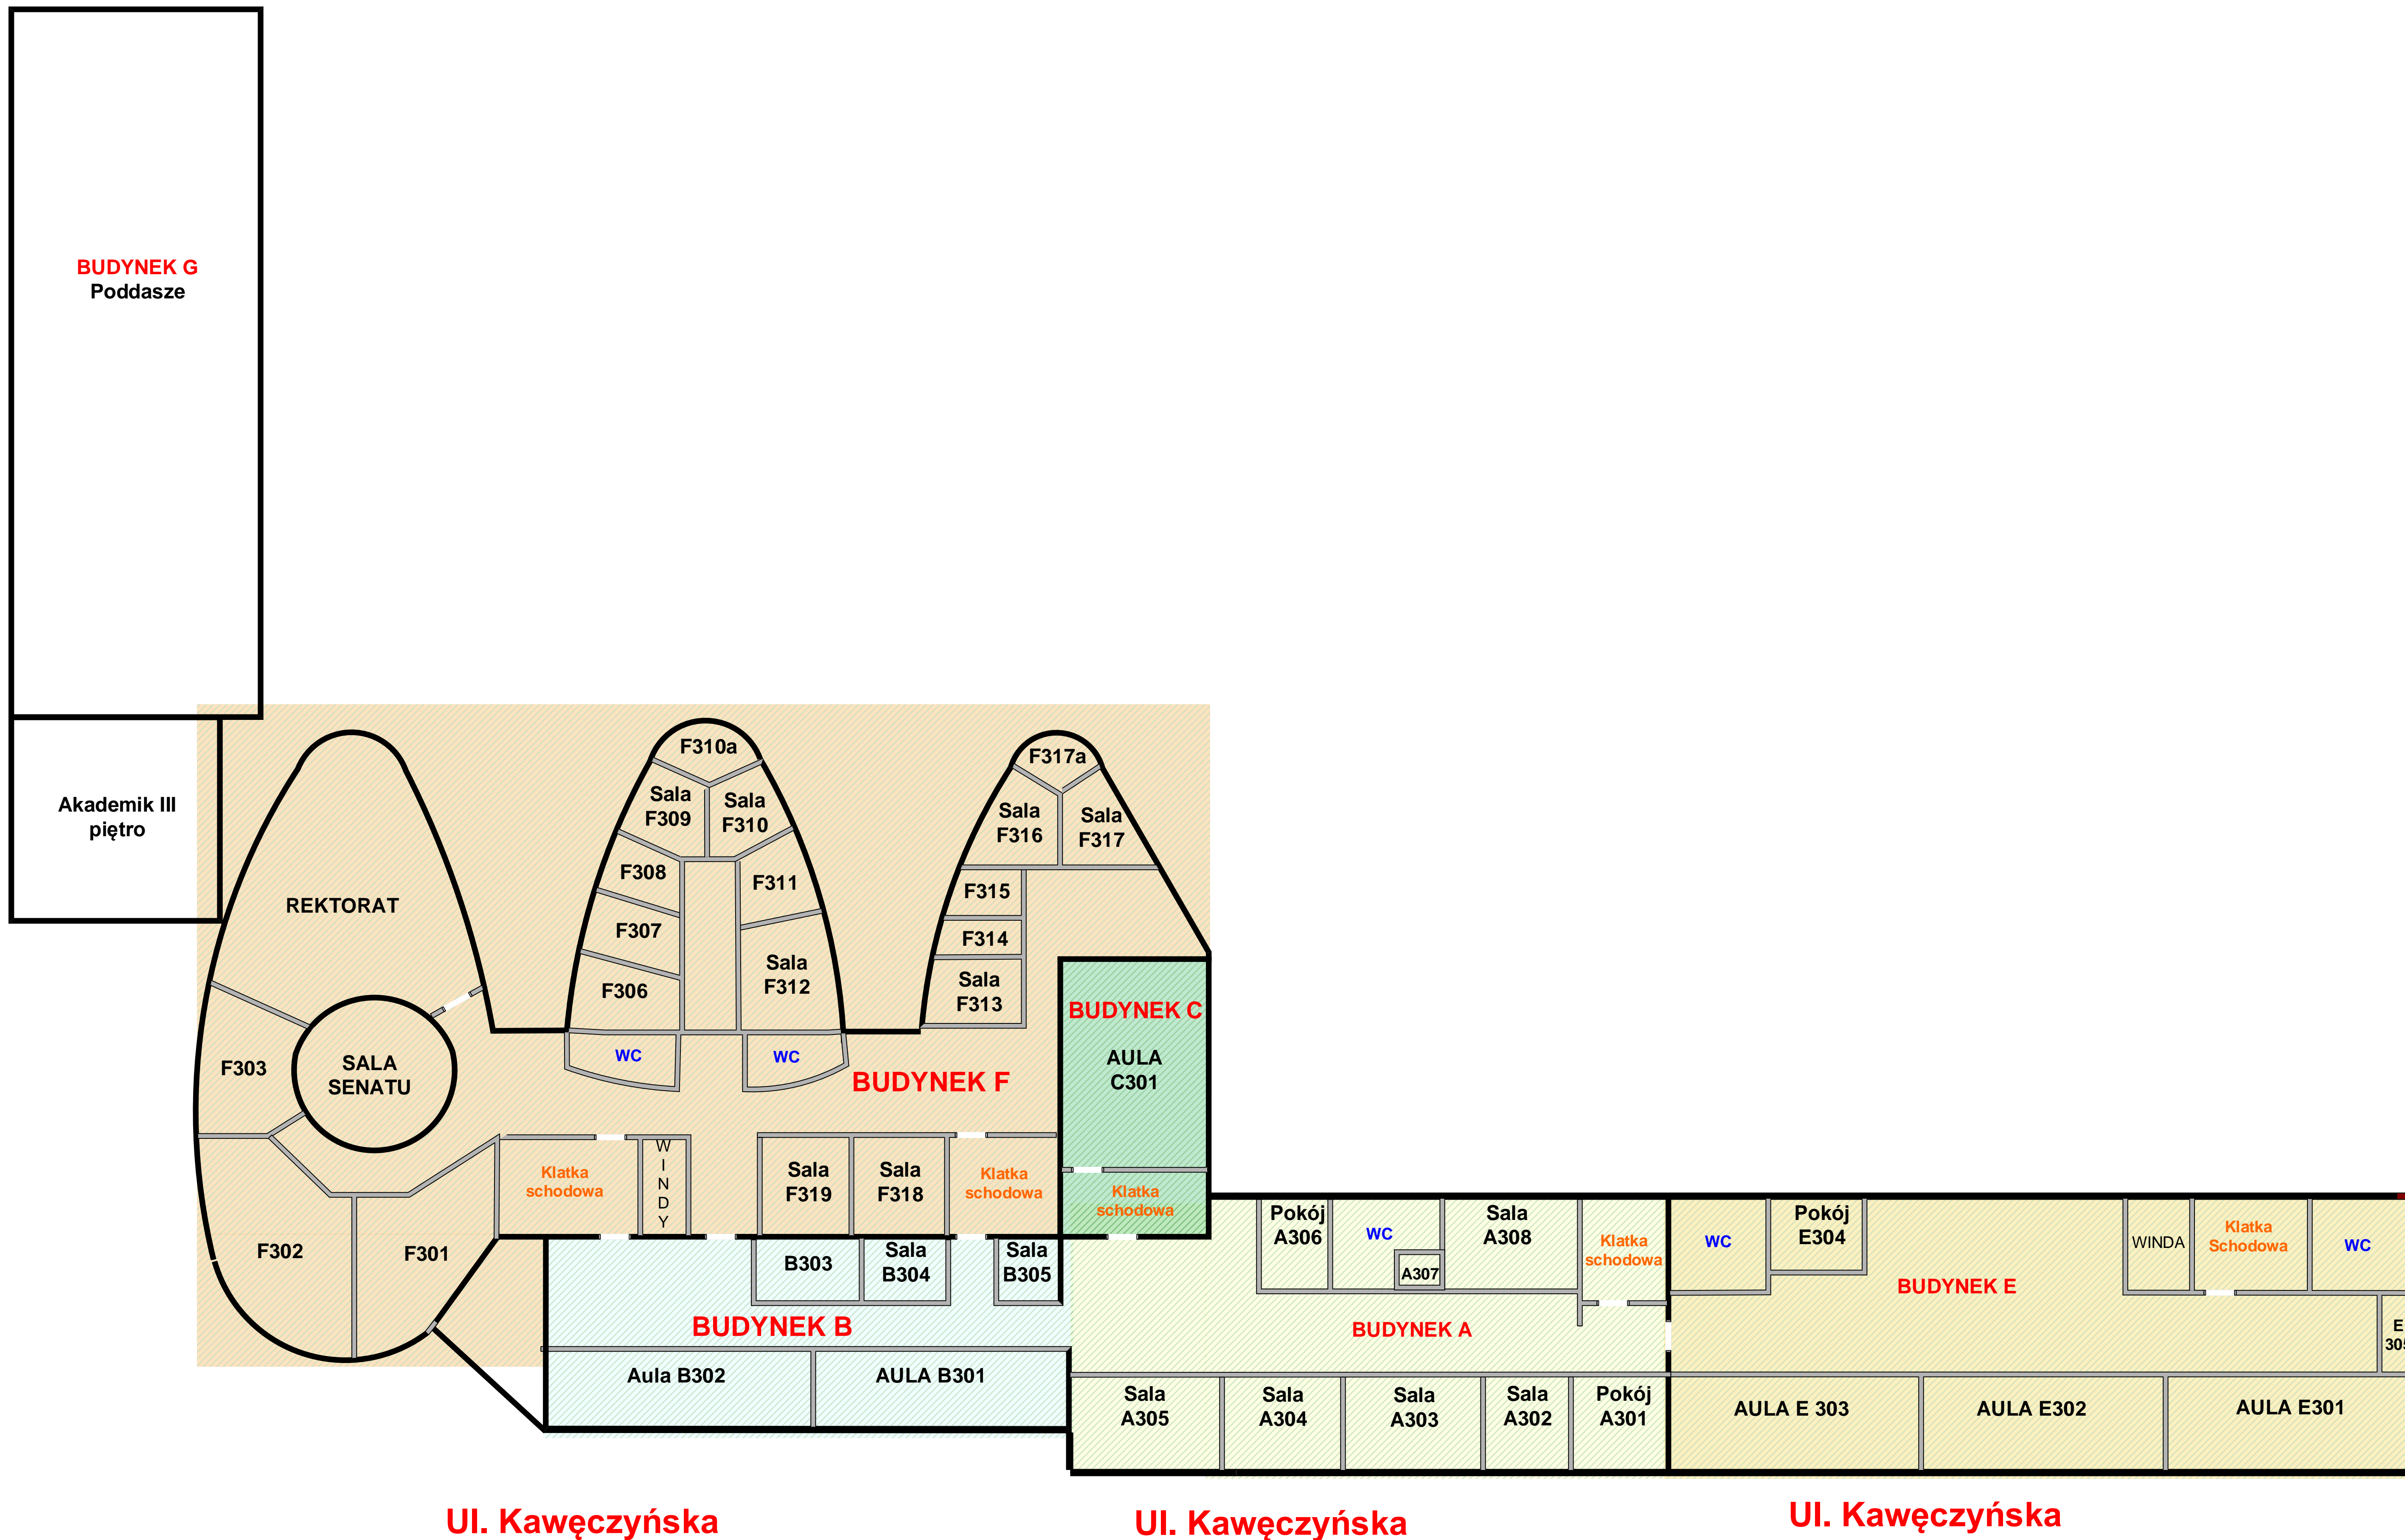 BUDYNEK G
Poddasze
Akademik III
piętro
REKTORAT
F303
SALA
SENATU
F302
F301
F310a
Sala
F309
Sala
F310
F308
F311
F307
Sala
F312
F306
WC
WC
F317a
Sala
F316
Sala
F317
F315
F314
Sala
F313
BUDYNEK F
BUDYNEK C
AULA
C301
Klatka
schodowa
W
I
N
D
Y
Sala
F319
Sala
F318
Klatka
schodowa
Klatka
schodowa
B303
Sala
B304
Sala
B305
BUDYNEK B
Aula B302
AULA B301
Pokój
A306
WC
A307
Sala
A308
Klatka
schodowa
BUDYNEK A
Sala
A305
Sala
A304
Sala
A303
Sala
A302
Pokój
A301
WC
Pokój
E304
BUDYNEK E
WINDA
Klatka
Schodowa
WC
E
305
AULA E 303
AULA E302
AULA E301
Ul. Kawęczyńska
Ul. Kawęczyńska
Ul. Kawęczyńska